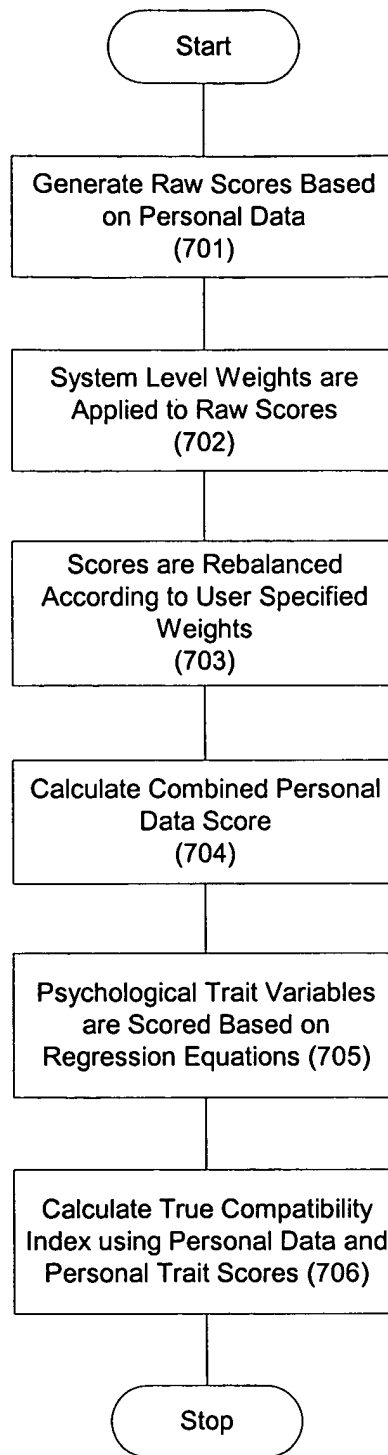 Start
Generate Raw Scores Based
on Personal Data
(701)
System Level Weights are
Applied to Raw Scores
(702)
Scores are Rebalanced
According to User Specified
Weights
(703)
Calculate Combined Personal
Data Score
(704)
Psychological Trait Variables
are Scored Based on
Regression Equations (705)
Calculate True Compatibility
Index using Personal Data and
Personal Trait Scores (706)
Stop